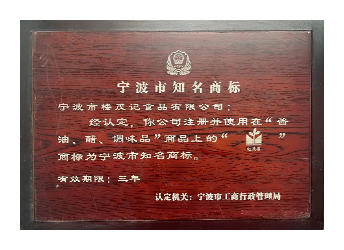 宁波市知名商标
宁波市楼茂记食品有限公司：
经认定，你公司注册并使用在“酱
油、醋、调味品”商品上的“ ”
商标为宁波市知名商标。
有效期限：三年
认定机关：宁波市工商行政管理局